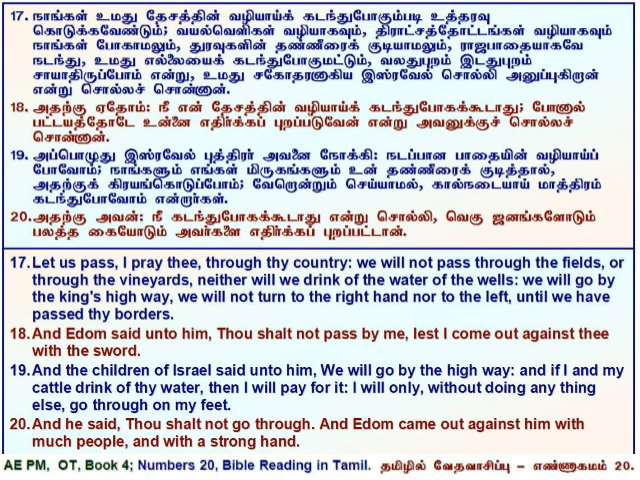 17. நாங்கள் உமது தேசத்தின் வழியாய்க் கடந்துபோகும்படி உத்தரவு
கொடுக்கவேண்டும்; வயல்வெளிகள் வழியாகவும், திராட்சத்தோட்டங்கள் வழியாகவும்
நாங்கள் போகாமலும், துரவுகளின் தண்ணீரைக் குடியாமலும், ராஜபாதையாகவே
நடந்து, உமது எல்லையைக் கடந்துபோகுமட்டும், வலதுபுறம் இடதுபுறம்
சாயாதிருப்போம் என்று, உமது சகோதரனாகிய இஸ்ரவேல் சொல்லி அனுப்புகிறான்
என்று சொல்லச் சொன்னான்.
18. அதற்கு ஏதோம்: நீ என் தேசத்தின் வழியாய்க் கடந்துபோகக்கூடாது; போனால்
பட்டயத்தோடே உன்னை எதிர்க்கப் புறப்படுவேன் என்று அவனுக்குச் சொல்லச்
சொன்னான்.
19. அப்பொழுது இஸ்ரவேல் புத்திரர் அவனை நோக்கி: நடப்பான பாதையின் வழியாய்ப்
போவோம்; நாங்களும் எங்கள் மிருகங்களும் உன் தண்ணீரைக் குடித்தால்,
அதற்குக் கிரயங்கொடுப்போம்; வேறொன்றும் செய்யாமல், கால்நடையாய் மாத்திரம்
கடந்துபோவோம் என்றார்கள்.
20. அதற்கு அவன்: நீ கடந்துபோகக்கூடாது என்று சொல்லி, வெகு ஜனங்களோடும்
பலத்த கையோடும் அவர்களை எதிர்க்கப் புறப்பட்டான்.
17. Let us pass, I pray thee, through thy country: we will not pass through the fields, or
through the vineyards, neither will we drink of the water of the wells: we will go by
the king's high way, we will not turn to the right hand nor to the left, until we have
passed thy borders.
18. And Edom said unto him, Thou shalt not pass by me, lest I come out against thee
with the sword.
19. And the children of Israel said unto him, We will go by the high way: and if I and my
cattle drink of thy water, then I will pay for it: I will only, without doing any thing
else, go through on my feet.
20. And he said, Thou shalt not go through. And Edom came out against him with
much people, and with a strong hand.
AE PM, OT, Book 4; Numbers 20, Bible Reading in Tamil. தமிழில் வேதவாசிப்பு – எண்ணாகமம் 20.